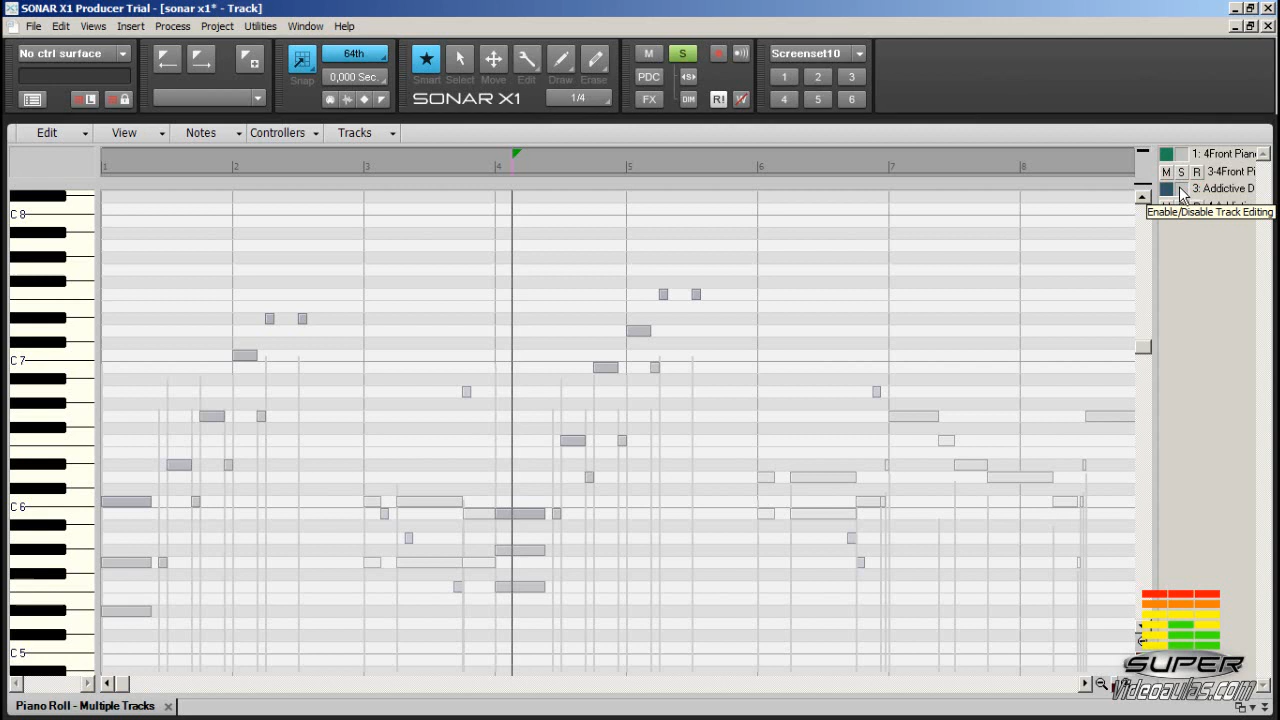 SONAR X1 Producer Trial - [sonar x1* - Track]
File Edit Views Insert Process Project Utilities Window Help
No ctrl surface 64th M S Screenset10
Snap 0,000 Sec. Smart Select Move Edit Draw Erase PDC 1 2 3
L SONAR X1 1/4 FX DIM R! 4 5 6
Edit View Notes Controllers Tracks
1 2 3 4 5 6 7 8
1: 4Front Pian
M S R 3-4Front Pi
3: Addictive D
Enable/Disable Track Editing
C 8
C 7
C 6
C 5
SUPER
Videoaulas.com
Piano Roll - Multiple Tracks